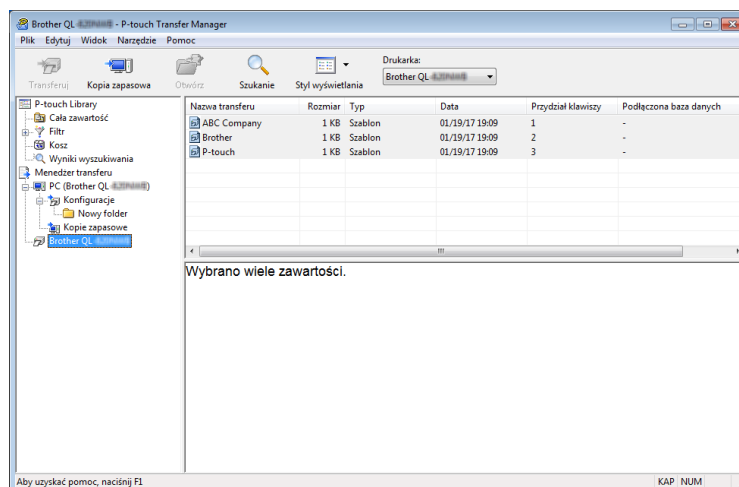 Brother QL - P-touch Transfer Manager
Plik Edytuj Widok Narzędzie Pomoc
Transferuj Kopia zapasowa Otwórz Szukanie Styl wyświetlania
Drukarka:
Brother QL
P-touch Library
Cała zawartość
Filtr
Kosz
Wyniki wyszukiwania
Menedżer transferu
PC (Brother QL )
Konfiguracje
Nowy folder
Kopie zapasowe
Brother QL
Nazwa transferu Rozmiar Typ Data Przydział klawiszy Podłączona baza danych
ABC Company 1 KB Szablon 01/19/17 19:09 1 -
Brother 1 KB Szablon 01/19/17 19:09 2 -
P-touch 1 KB Szablon 01/19/17 19:09 3 -
Wybrano wiele zawartości.
Aby uzyskać pomoc, naciśnij F1
KAP NUM